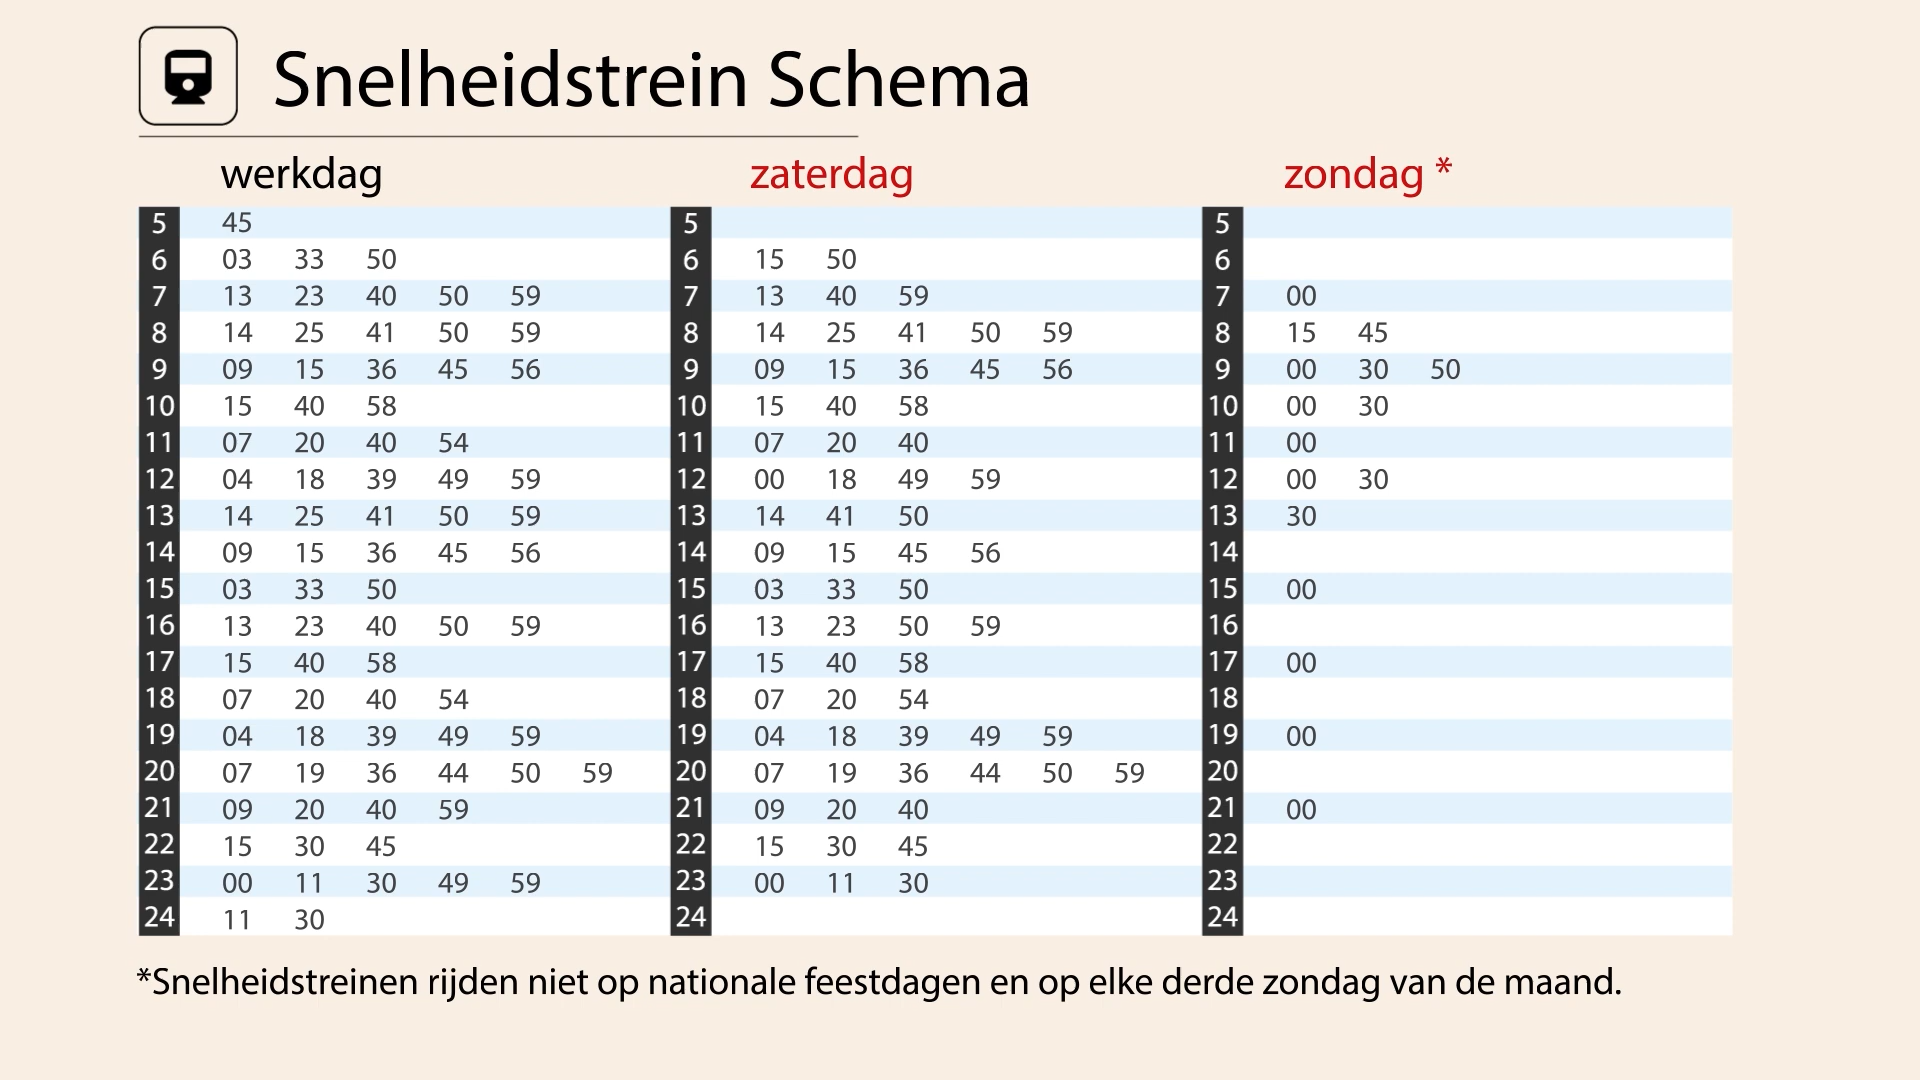 Snelheidstrein Schema
werkdag zaterdag zondag *
5 45 5 5
6 03 33 50 6 15 50 6
7 13 23 40 50 59 7 13 40 59 7 00
8 14 25 41 50 59 8 14 25 41 50 59 8 15 45
9 09 15 36 45 56 9 09 15 36 45 56 9 00 30 50
10 15 40 58 10 15 40 58 10 00 30
11 07 20 40 54 11 07 20 40 11 00
12 04 18 39 49 59 12 00 18 49 59 12 00 30
13 14 25 41 50 59 13 14 41 50 13 30
14 09 15 36 45 56 14 09 15 45 56 14
15 03 33 50 15 03 33 50 15 00
16 13 23 40 50 59 16 13 23 50 59 16
17 15 40 58 17 15 40 58 17 00
18 07 20 40 54 18 07 20 54 18
19 04 18 39 49 59 19 04 18 39 49 59 19 00
20 07 19 36 44 50 59 20 07 19 36 44 50 59 20
21 09 20 40 59 21 09 20 40 21 00
22 15 30 45 22 15 30 45 22
23 00 11 30 49 59 23 00 11 30 23
24 11 30 24 24
*Snelheidstreinen rijden niet op nationale feestdagen en op elke derde zondag van de maand.